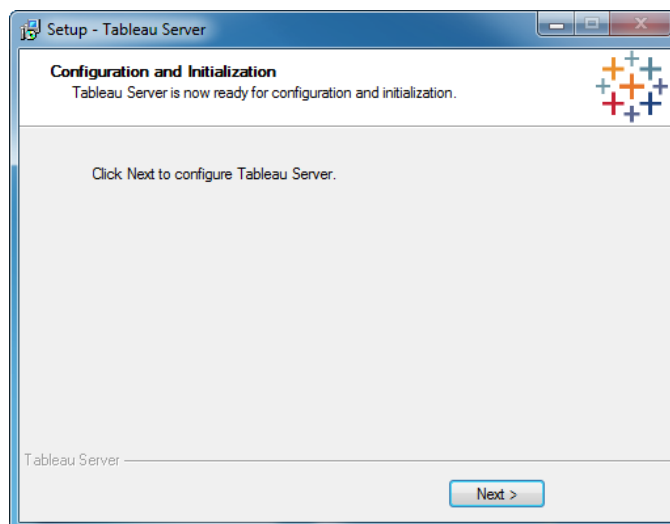 Setup - Tableau Server
Configuration and Initialization
Tableau Server is now ready for configuration and initialization.
Click Next to configure Tableau Server.
Tableau Server
Next >